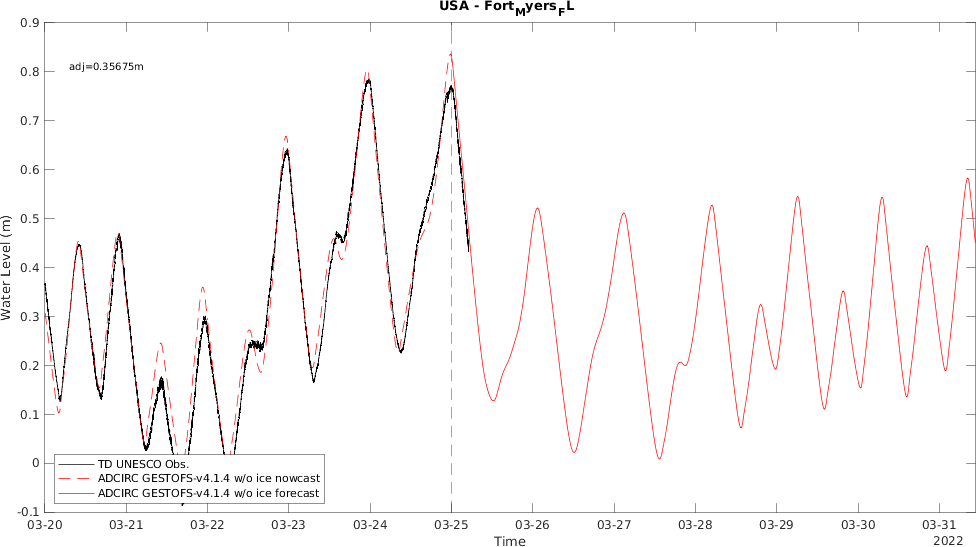 USA - Fort_Myers_FL
adj=0.35675m
0.9
0.8
0.7
0.6
0.5
0.4
0.3
0.2
0.1
0
-0.1
Water Level (m)
TD UNESCO Obs.
ADCIRC GESTOFS-v4.1.4 w/o ice nowcast
ADCIRC GESTOFS-v4.1.4 w/o ice forecast
03-20 03-21 03-22 03-23 03-24 03-25 03-26 03-27 03-28 03-29 03-30 03-31
Time
2022